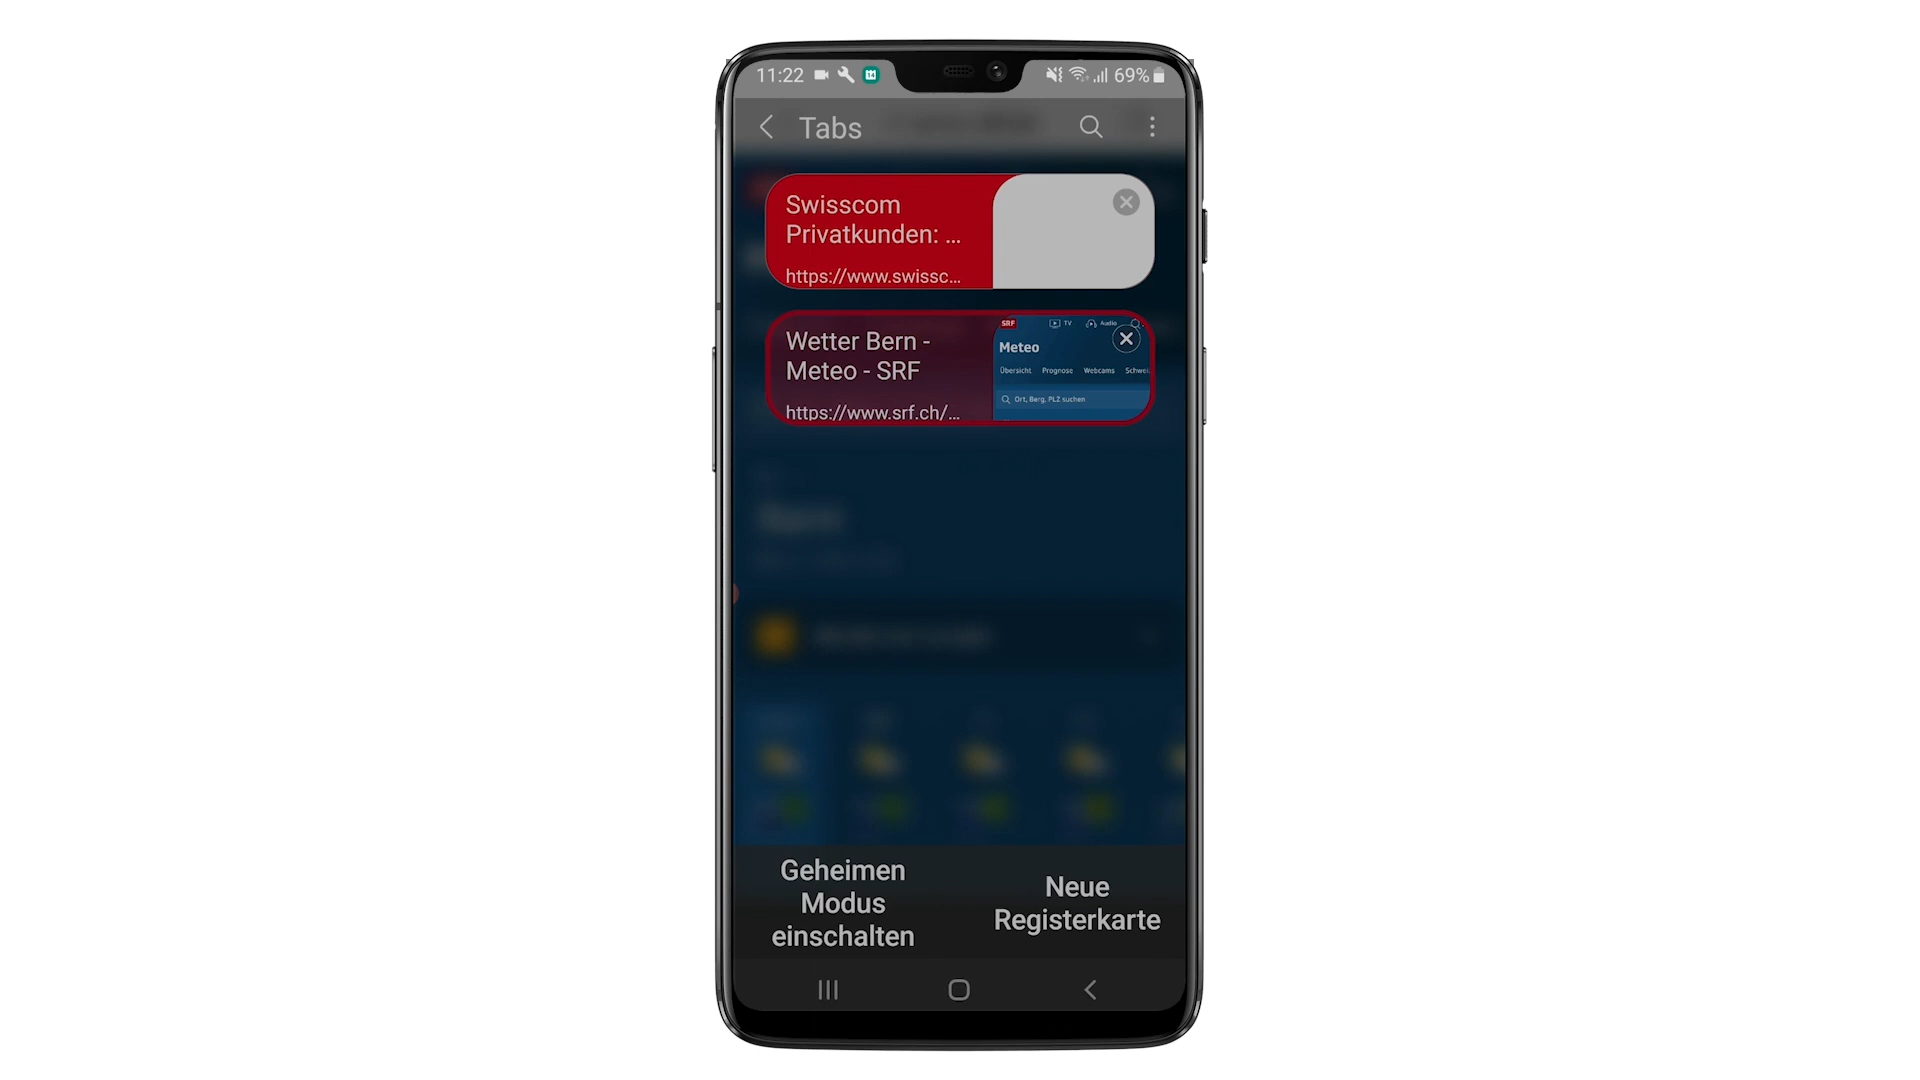 11:22
69%
Tabs
Swisscom
Privatkunden: ...
https://www.swissc...
Wetter Bern -
Meteo - SRF
https://www.srf.ch/...
SRF
TV
Audio
Meteo
Übersicht Prognose Webcams Schwei
Ort, Berg, PLZ suchen
Geheimen
Modus
einschalten
Neue
Registerkarte